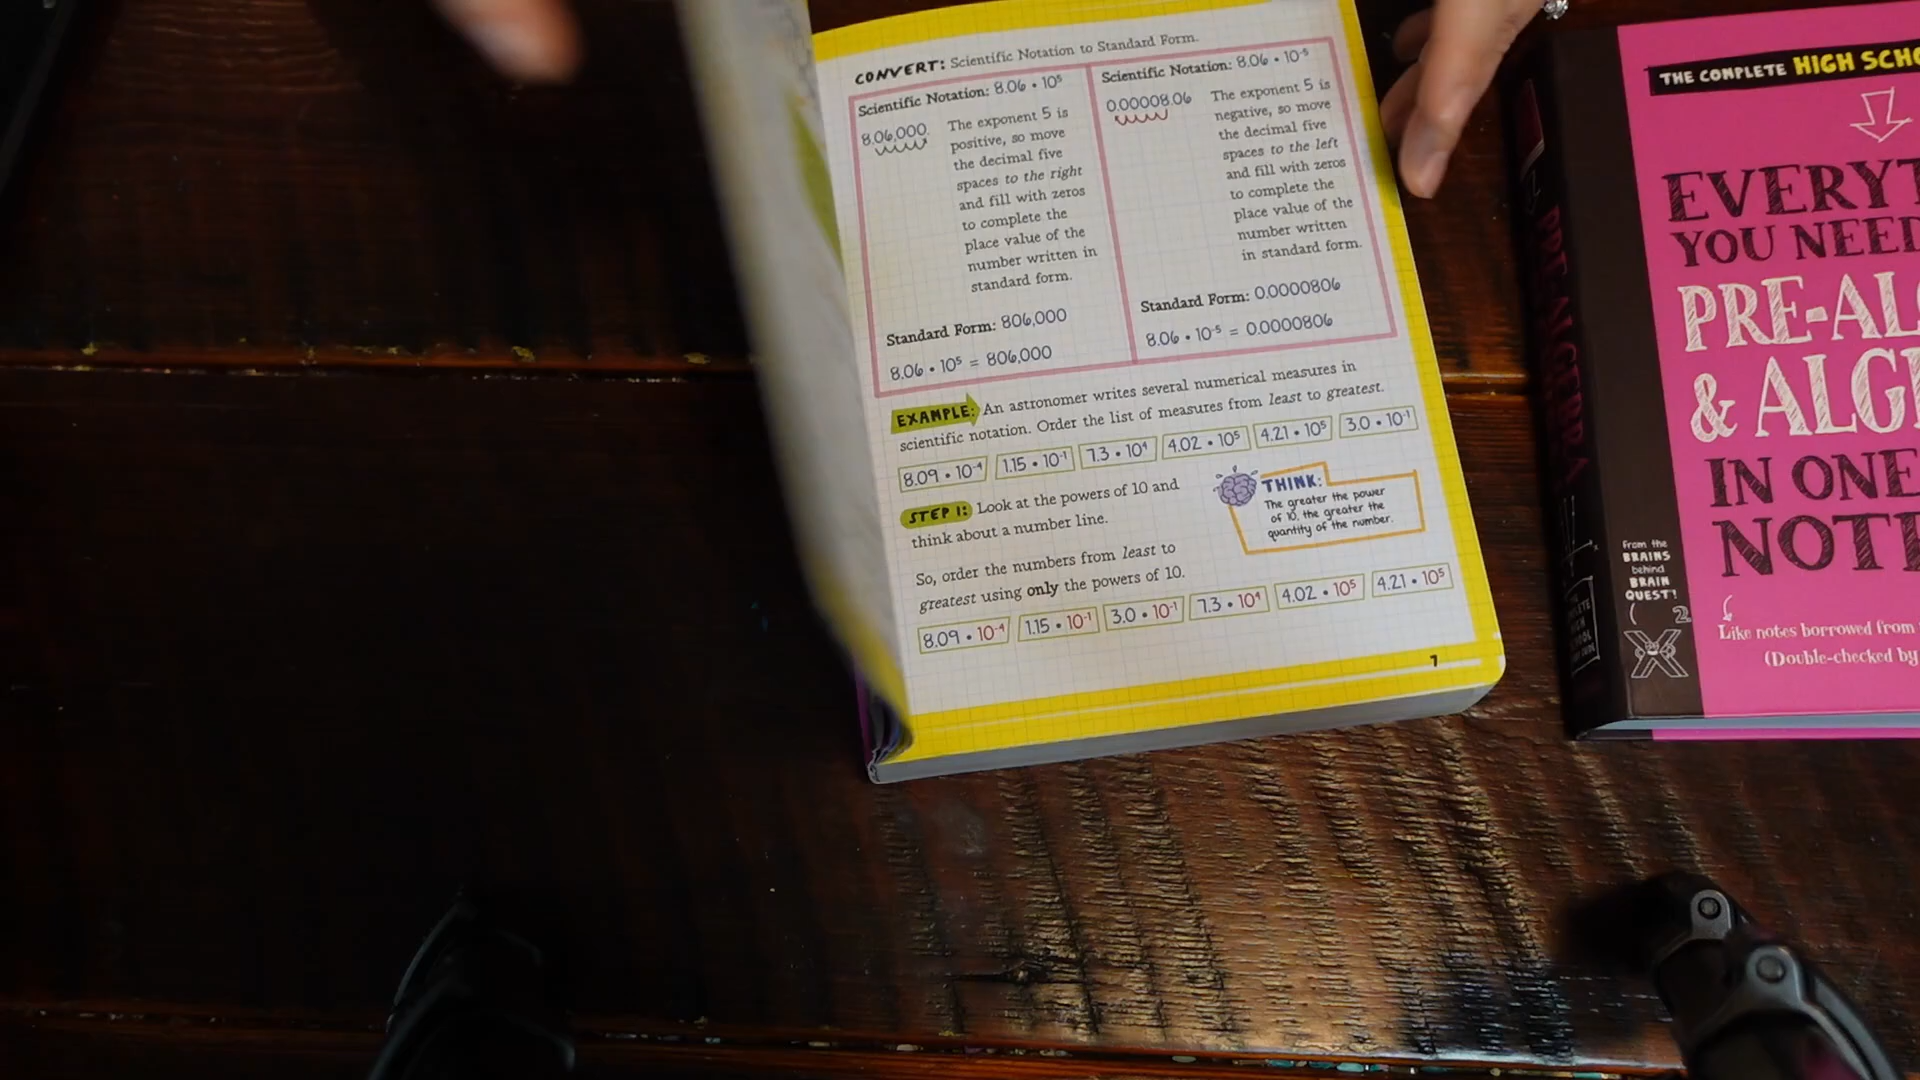 CONVERT: Scientific Notation to Standard Form.
Scientific Notation: 8.06 • 10⁵
8.06,000.
The exponent 5 is
positive, so move
the decimal five
spaces to the right
and fill with zeros
to complete the
place value of the
number written in
standard form.
Standard Form: 806,000
8.06 • 10⁵ = 806,000
Scientific Notation: 8.06 • 10⁻⁵
0.00008.06
The exponent 5 is
negative, so move
the decimal five
spaces to the left
and fill with zeros
to complete the
place value of the
number written
in standard form.
Standard Form: 0.0000806
8.06 • 10⁻⁵ = 0.0000806
EXAMPLE: An astronomer writes several numerical measures in
scientific notation. Order the list of measures from least to greatest.
8.09 • 10⁻⁴ 1.15 • 10⁻¹ 7.3 • 10⁴ 4.02 • 10⁵ 4.21 • 10⁵ 3.0 • 10⁻¹
STEP 1: Look at the powers of 10 and
think about a number line.
THINK:
The greater the power
of 10, the greater the
quantity of the number.
So, order the numbers from least to
greatest using only the powers of 10.
8.09 • 10⁻⁴ 1.15 • 10⁻¹ 3.0 • 10⁻¹ 7.3 • 10⁴ 4.02 • 10⁵ 4.21 • 10⁵
7
THE COMPLETE HIGH SCHO
EVERYT
YOU NEED
PRE-AL
& ALG
IN ONE
NOT
From the
BRAINS
behind
BRAIN
QUEST!
Like notes borrowed from
(Double-checked by
PRE-ALGEBRA